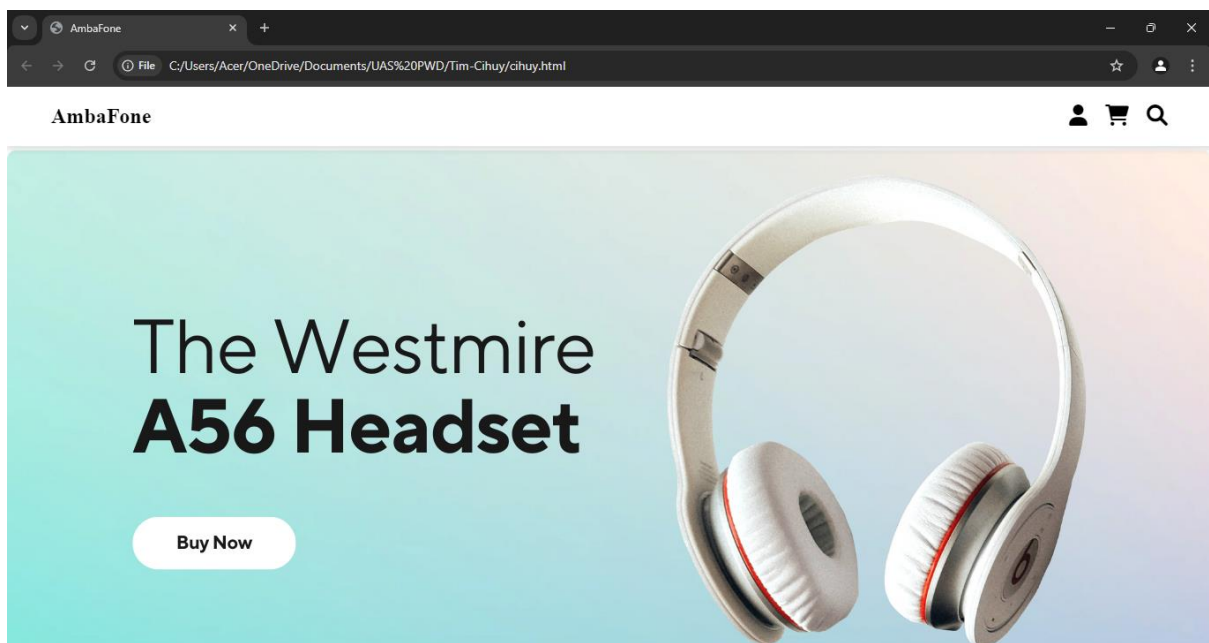 AmbaFone
File C:/Users/Acer/OneDrive/Documents/UAS%20PWD/Tim-Cihuy/cihuy.html
AmbaFone
The Westmire
A56 Headset
Buy Now